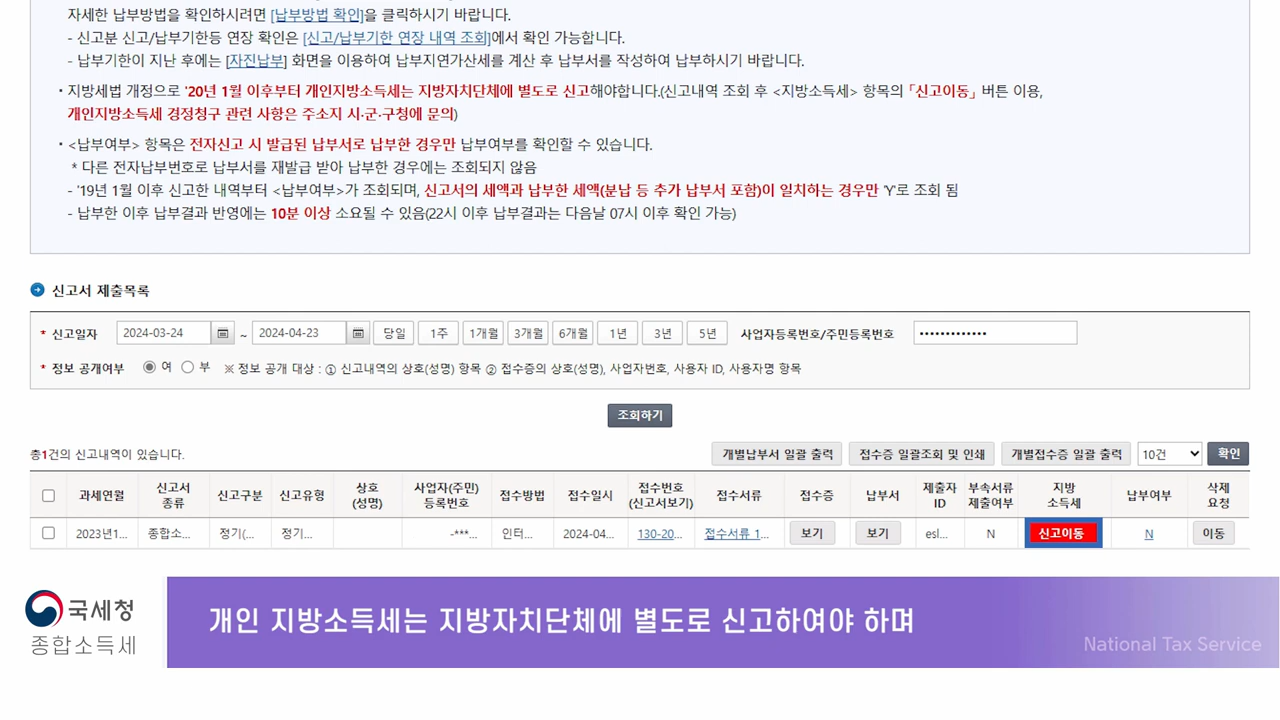 자세한 납부방법을 확인하시려면 [납부방법 확인]을 클릭하시기 바랍니다.
- 신고분 신고/납부기한등 연장 확인은 [신고/납부기한 연장 내역 조회]에서 확인 가능합니다.
- 납부기한이 지난 후에는 [자진납부] 화면을 이용하여 납부지연가산세를 계산 후 납부서를 작성하여 납부하시기 바랍니다.
· 지방세법 개정으로 '20년 1월 이후부터 개인지방소득세는 지방자치단체에 별도로 신고해야합니다.(신고내역 조회 후 <지방소득세> 항목의 「신고이동」 버튼 이용,
개인지방소득세 경정청구 관련 사항은 주소지 시·군·구청에 문의)
· <납부여부> 항목은 전자신고 시 발급된 납부서로 납부한 경우만 납부여부를 확인할 수 있습니다.
* 다른 전자납부번호로 납부서를 재발급 받아 납부한 경우에는 조회되지 않음
- '19년 1월 이후 신고한 내역부터 <납부여부>가 조회되며, 신고서의 세액과 납부한 세액(분납 등 추가 납부서 포함)이 일치하는 경우만 'Y'로 조회 됨
- 납부한 이후 납부결과 반영에는 10분 이상 소요될 수 있음(22시 이후 납부결과는 다음날 07시 이후 확인 가능)
신고서 제출목록
* 신고일자 2024-03-24 ~ 2024-04-23 당일 1주 1개월 3개월 6개월 1년 3년 5년 사업자등록번호/주민등록번호 •••••••••••••
* 정보 공개여부 여 부 ※ 정보 공개 대상 : ① 신고내역의 상호(성명) 항목 ② 접수증의 상호(성명), 사업자번호, 사용자 ID, 사용자명 항목
조회하기
총1건의 신고내역이 있습니다. 개별납부서 일괄 출력 접수증 일괄조회 및 인쇄 개별접수증 일괄 출력 10건 확인
과세연월 신고서 종류 신고구분 신고유형 상호 (성명) 사업자(주민) 등록번호 접수방법 접수일시 접수번호 (신고서보기) 접수서류 접수증 납부서 제출자 ID 부속서류 제출여부 지방 소득세 납부여부 삭제 요청
2023년1... 종합소... 정기(... 정기... -***... 인터... 2024-04... 130-20... 접수서류 1... 보기 보기 esl... N 신고이동 N 이동
국세청
종합소득세
개인 지방소득세는 지방자치단체에 별도로 신고하여야 하며
National Tax Service